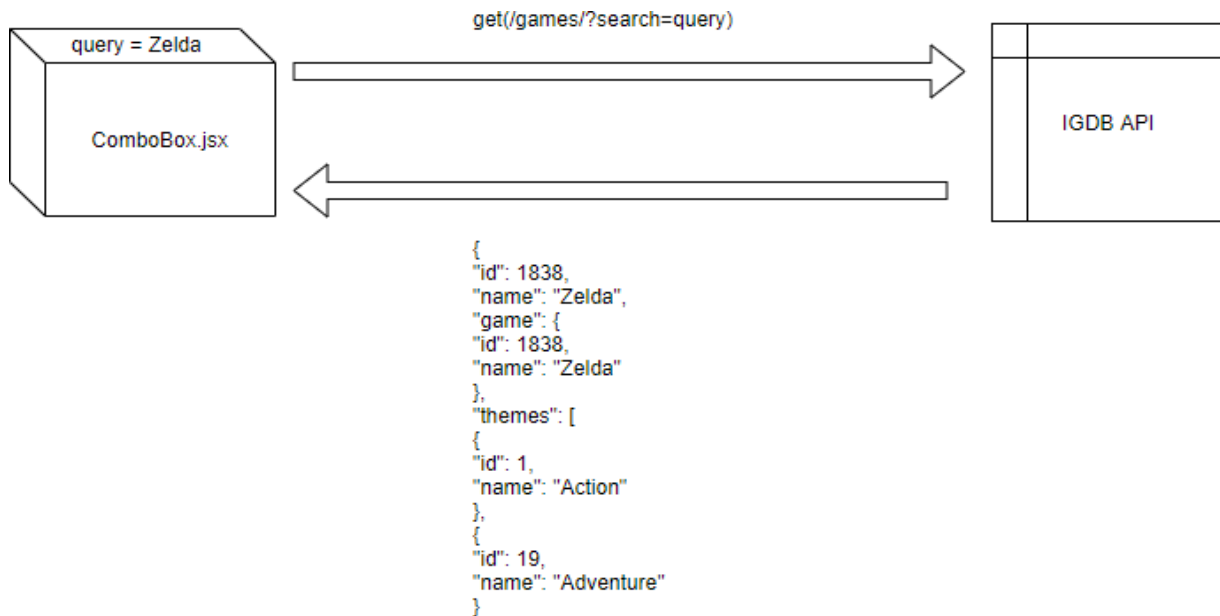 get(/games/?search=query)
query = Zelda
ComboBox.jsx
IGDB API
{
"id": 1838,
"name": "Zelda",
"game": {
"id": 1838,
"name": "Zelda"
},
"themes": [
{
"id": 1,
"name": "Action"
},
{
"id": 19,
"name": "Adventure"
}